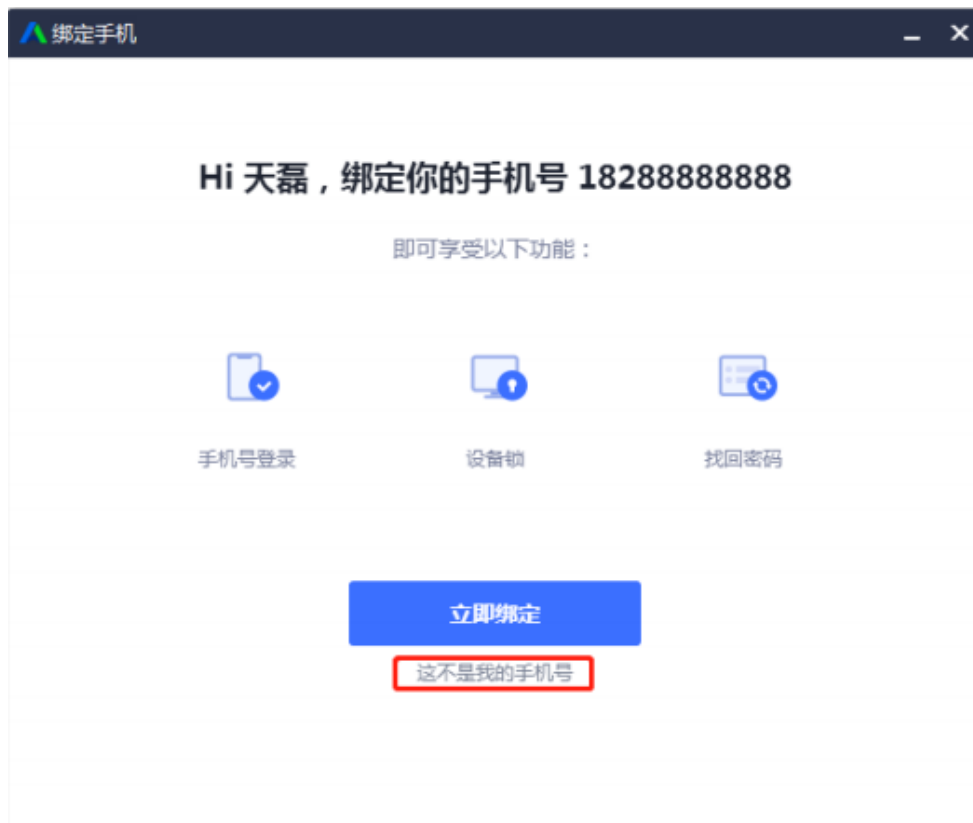 绑定手机
Hi 天磊，绑定你的手机号 18288888888
即可享受以下功能：
手机号登录
设备锁
找回密码
立即绑定
这不是我的手机号